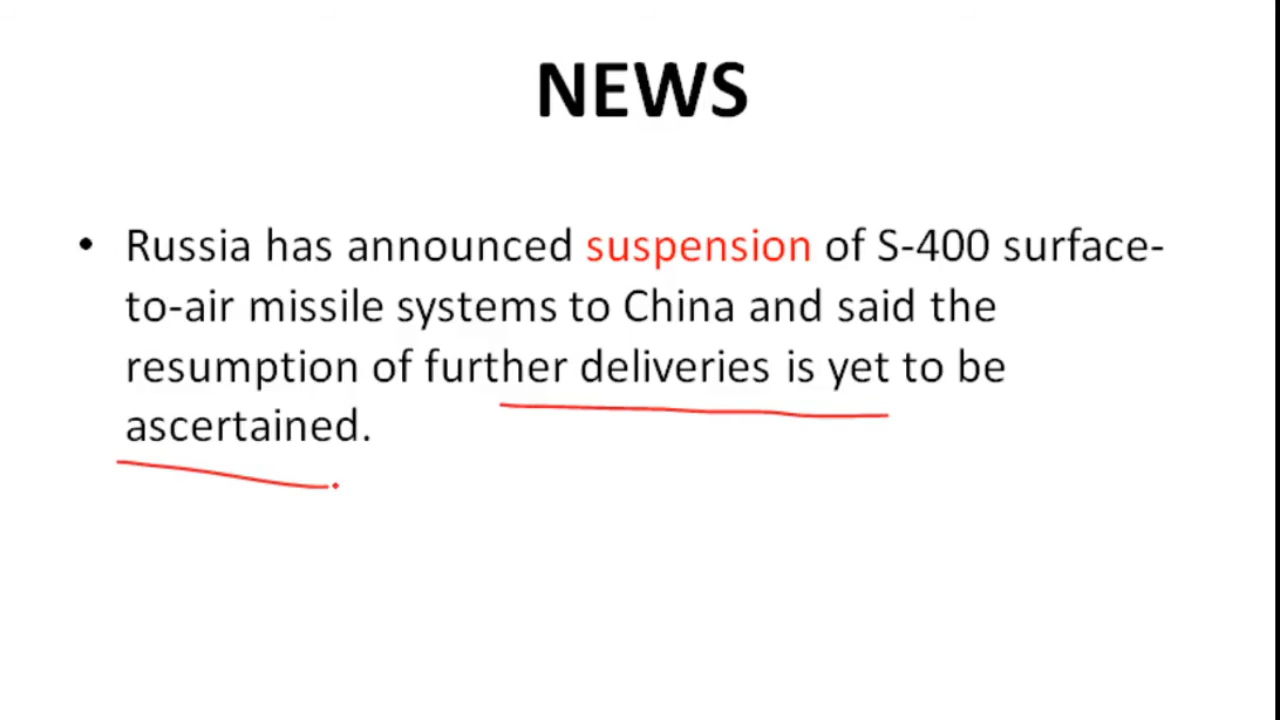 NEWS
• Russia has announced suspension of S-400 surface-
to-air missile systems to China and said the
resumption of further deliveries is yet to be
ascertained.